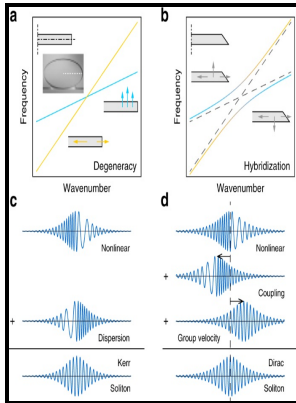 a
b
Frequency
Degeneracy
Wavenumber
Frequency
Hybridization
Wavenumber
c
Nonlinear
+
Dispersion
Kerr
Soliton
d
Nonlinear
+
Coupling
+
Group velocity
Dirac
Soliton